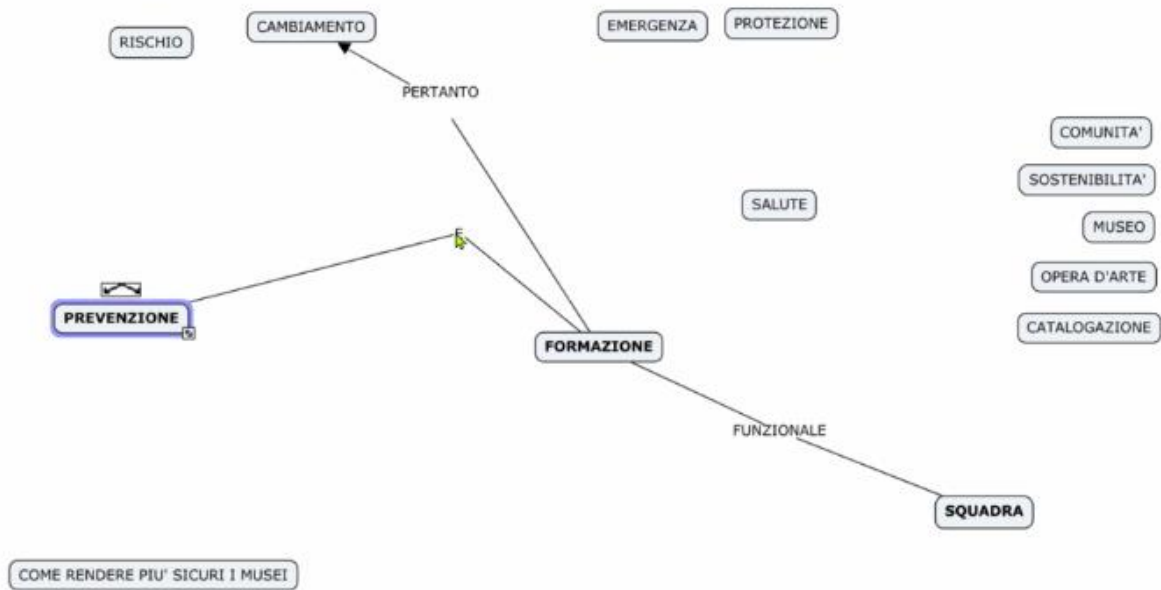 RISCHIO
CAMBIAMENTO
EMERGENZA
PROTEZIONE
PERTANTO
COMUNITA'
SOSTENIBILITA'
SALUTE
MUSEO
E
OPERA D'ARTE
PREVENZIONE
CATALOGAZIONE
FORMAZIONE
FUNZIONALE
SQUADRA
COME RENDERE PIU' SICURI I MUSEI